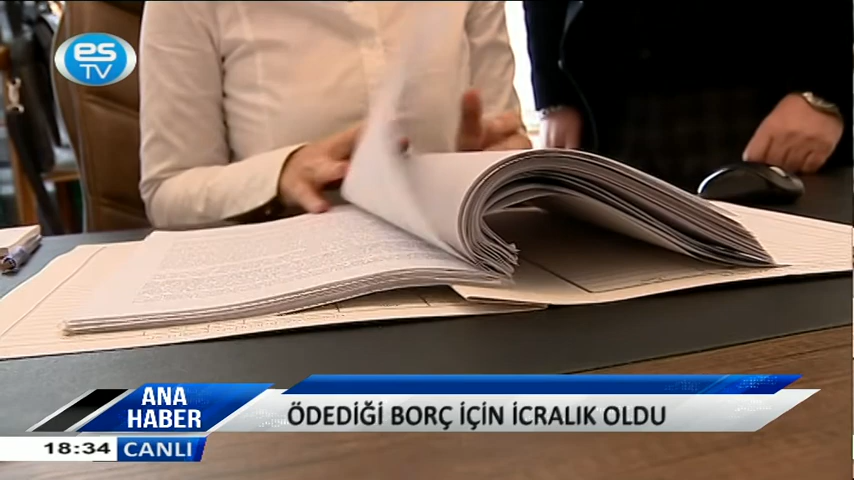 es
TV
ANA
HABER
ÖDEDİĞİ BORÇ İÇİN İCRALIK OLDU
18:34 CANLI